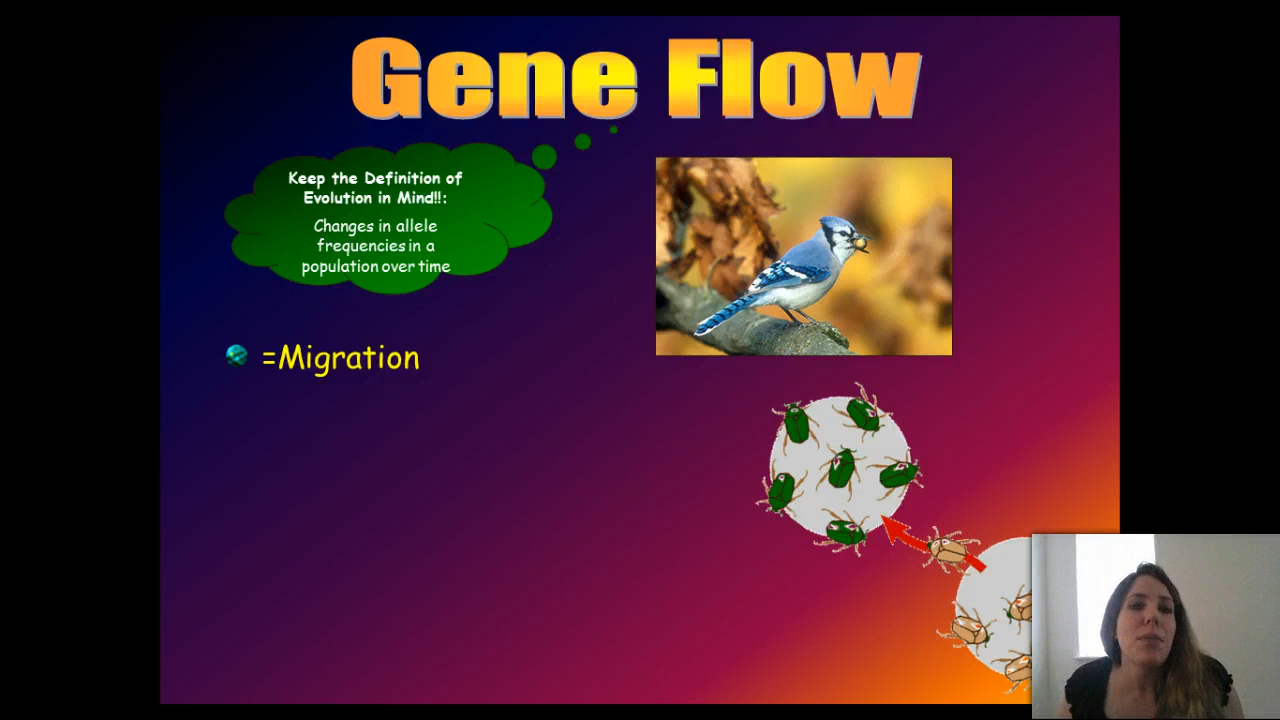 Gene Flow
Keep the Definition of
Evolution in Mind!!:
Changes in allele
frequencies in a
population over time
=Migration